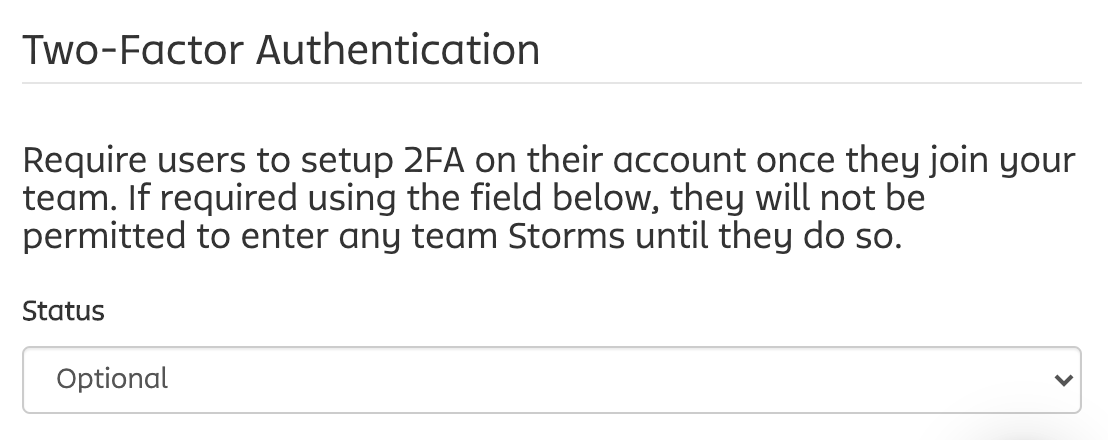 Two-Factor Authentication
Require users to setup 2FA on their account once they join your
team. If required using the field below, they will not be
permitted to enter any team Storms until they do so.
Status
Optional